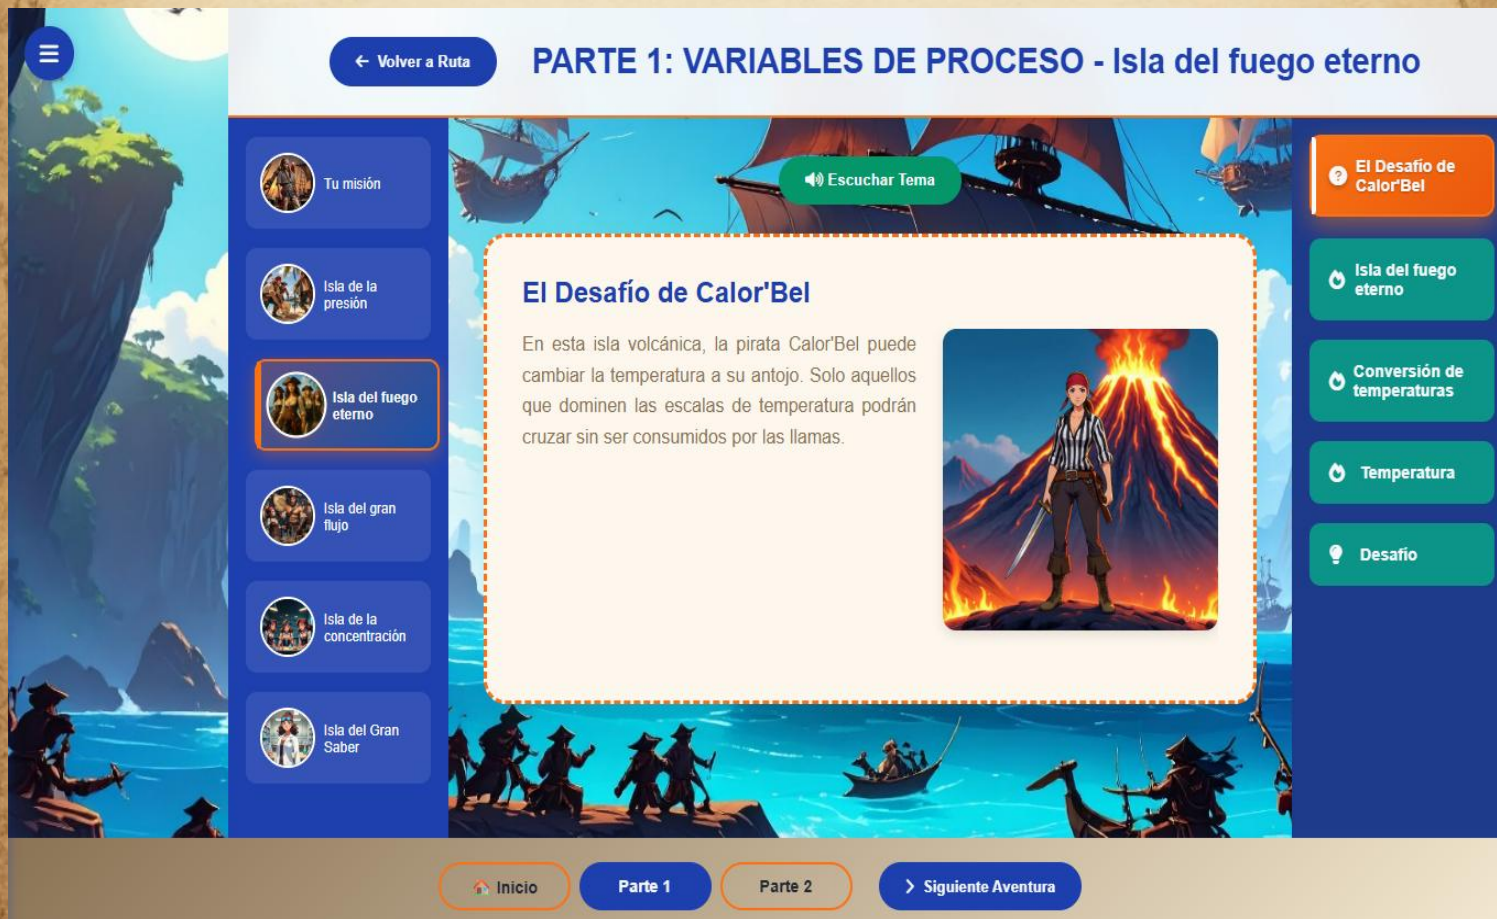 Volver a Ruta
PARTE 1: VARIABLES DE PROCESO - Isla del fuego eterno
Tu misión
Isla de la
presión
Isla del fuego
eterno
Isla del gran
flujo
Isla de la
concentración
Isla del Gran
Saber
Escuchar Tema
El Desafío de Calor'Bel
En esta isla volcánica, la pirata Calor'Bel puede
cambiar la temperatura a su antojo. Solo aquellos
que dominen las escalas de temperatura podrán
cruzar sin ser consumidos por las llamas.
El Desafío de
Calor'Bel
Isla del fuego
eterno
Conversión de
temperaturas
Temperatura
Desafío
Inicio
Parte 1
Parte 2
Siguiente Aventura